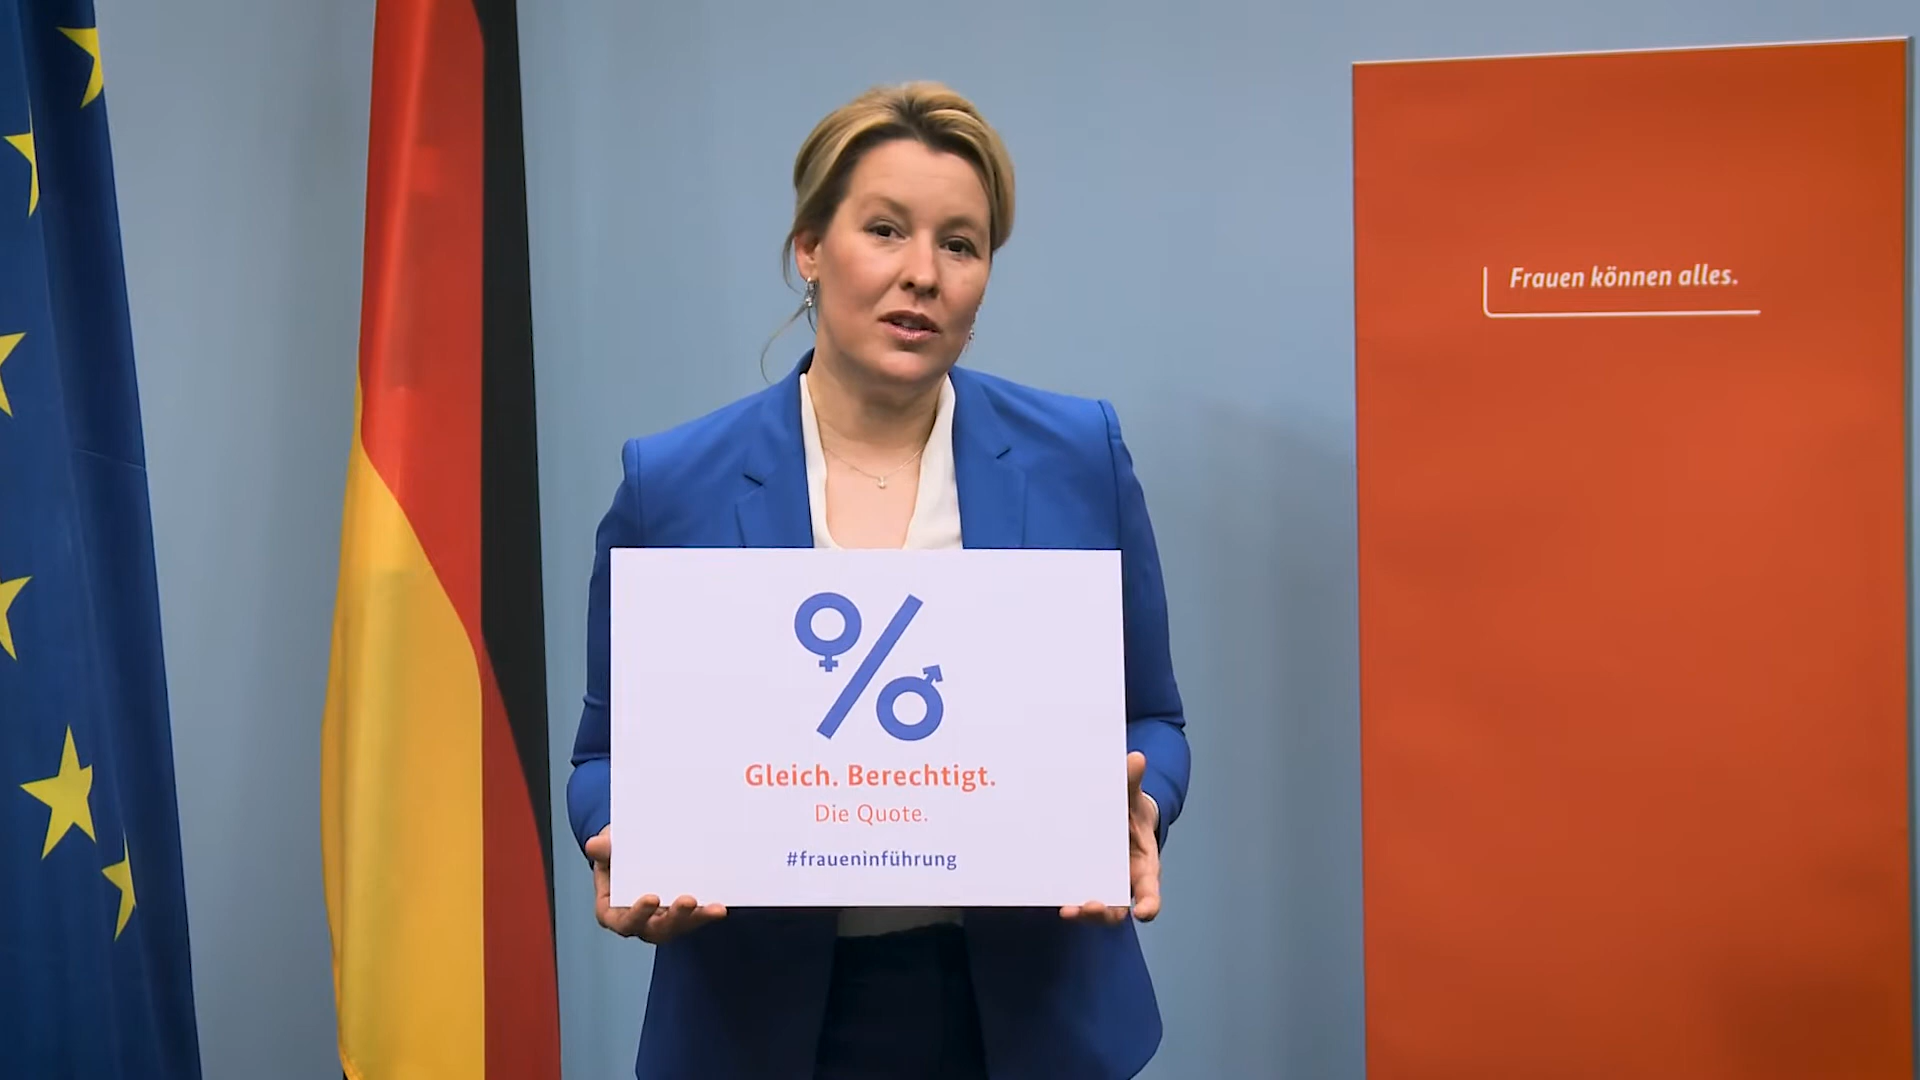 Frauen können alles.
Gleich. Berechtigt.
Die Quote.
#fraueninführung